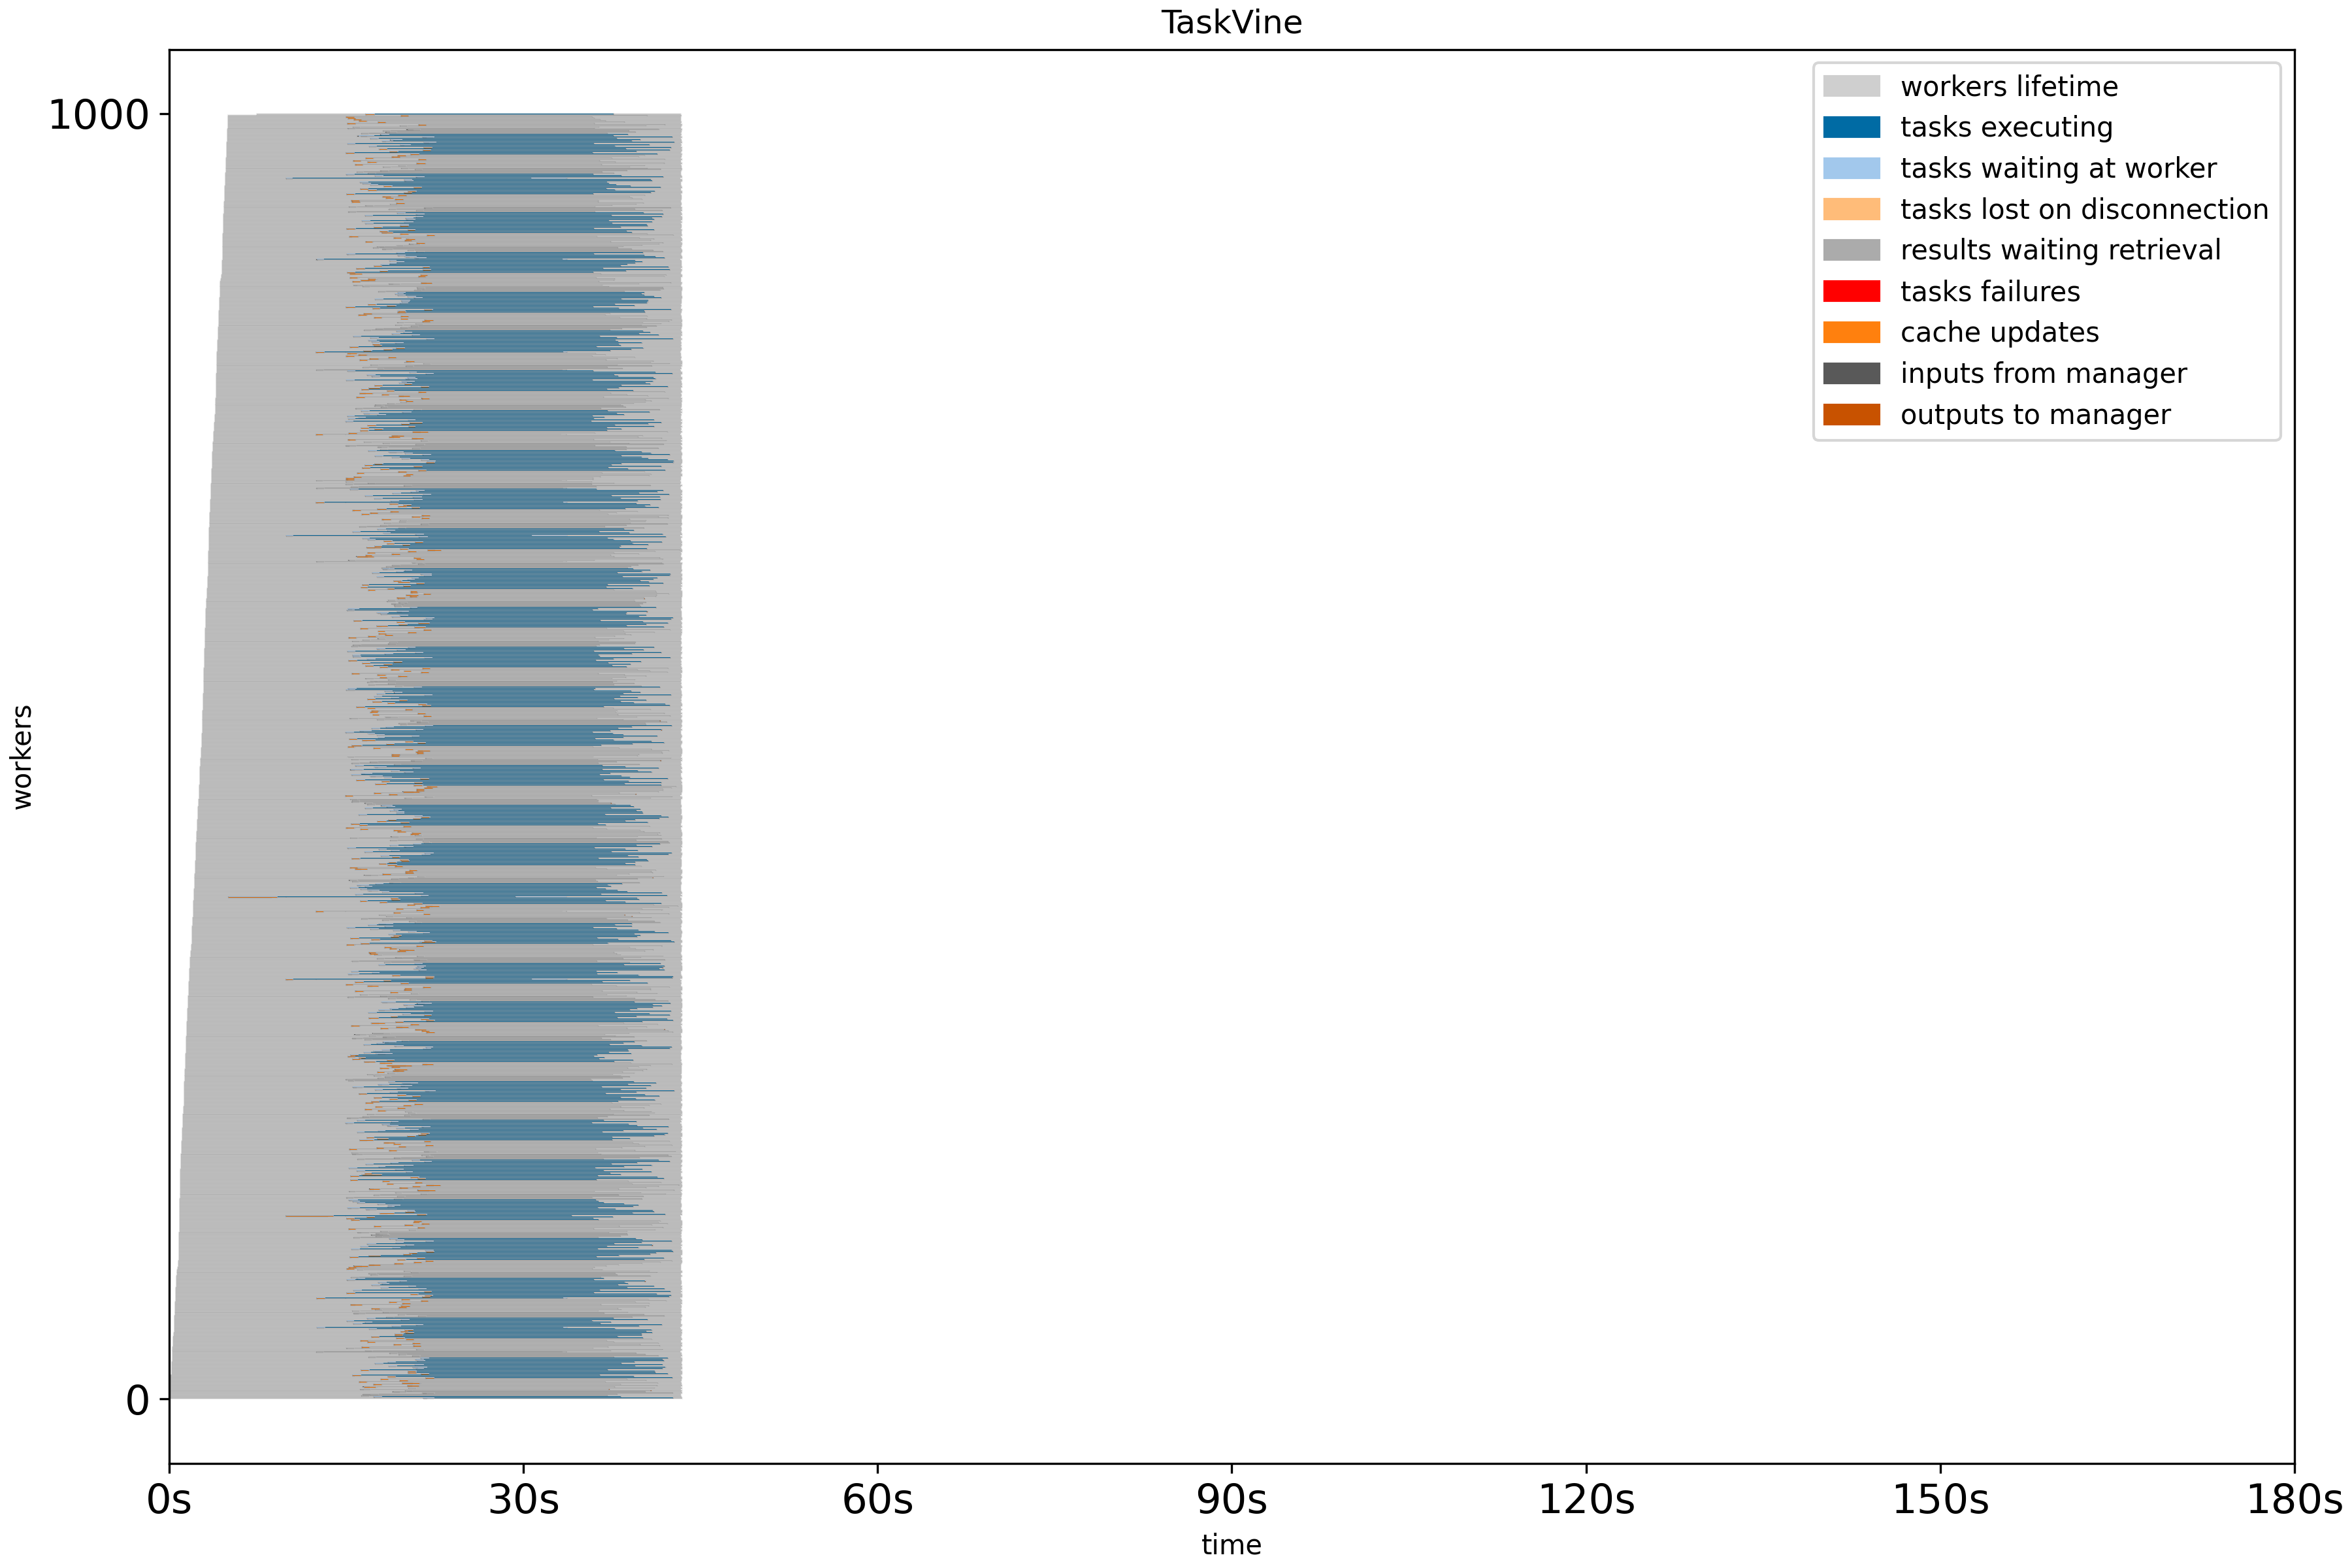 TaskVine
workers lifetime
tasks executing
tasks waiting at worker
tasks lost on disconnection
results waiting retrieval
tasks failures
cache updates
inputs from manager
outputs to manager
1000
workers
0
0s 30s 60s 90s 120s 150s 180s
time